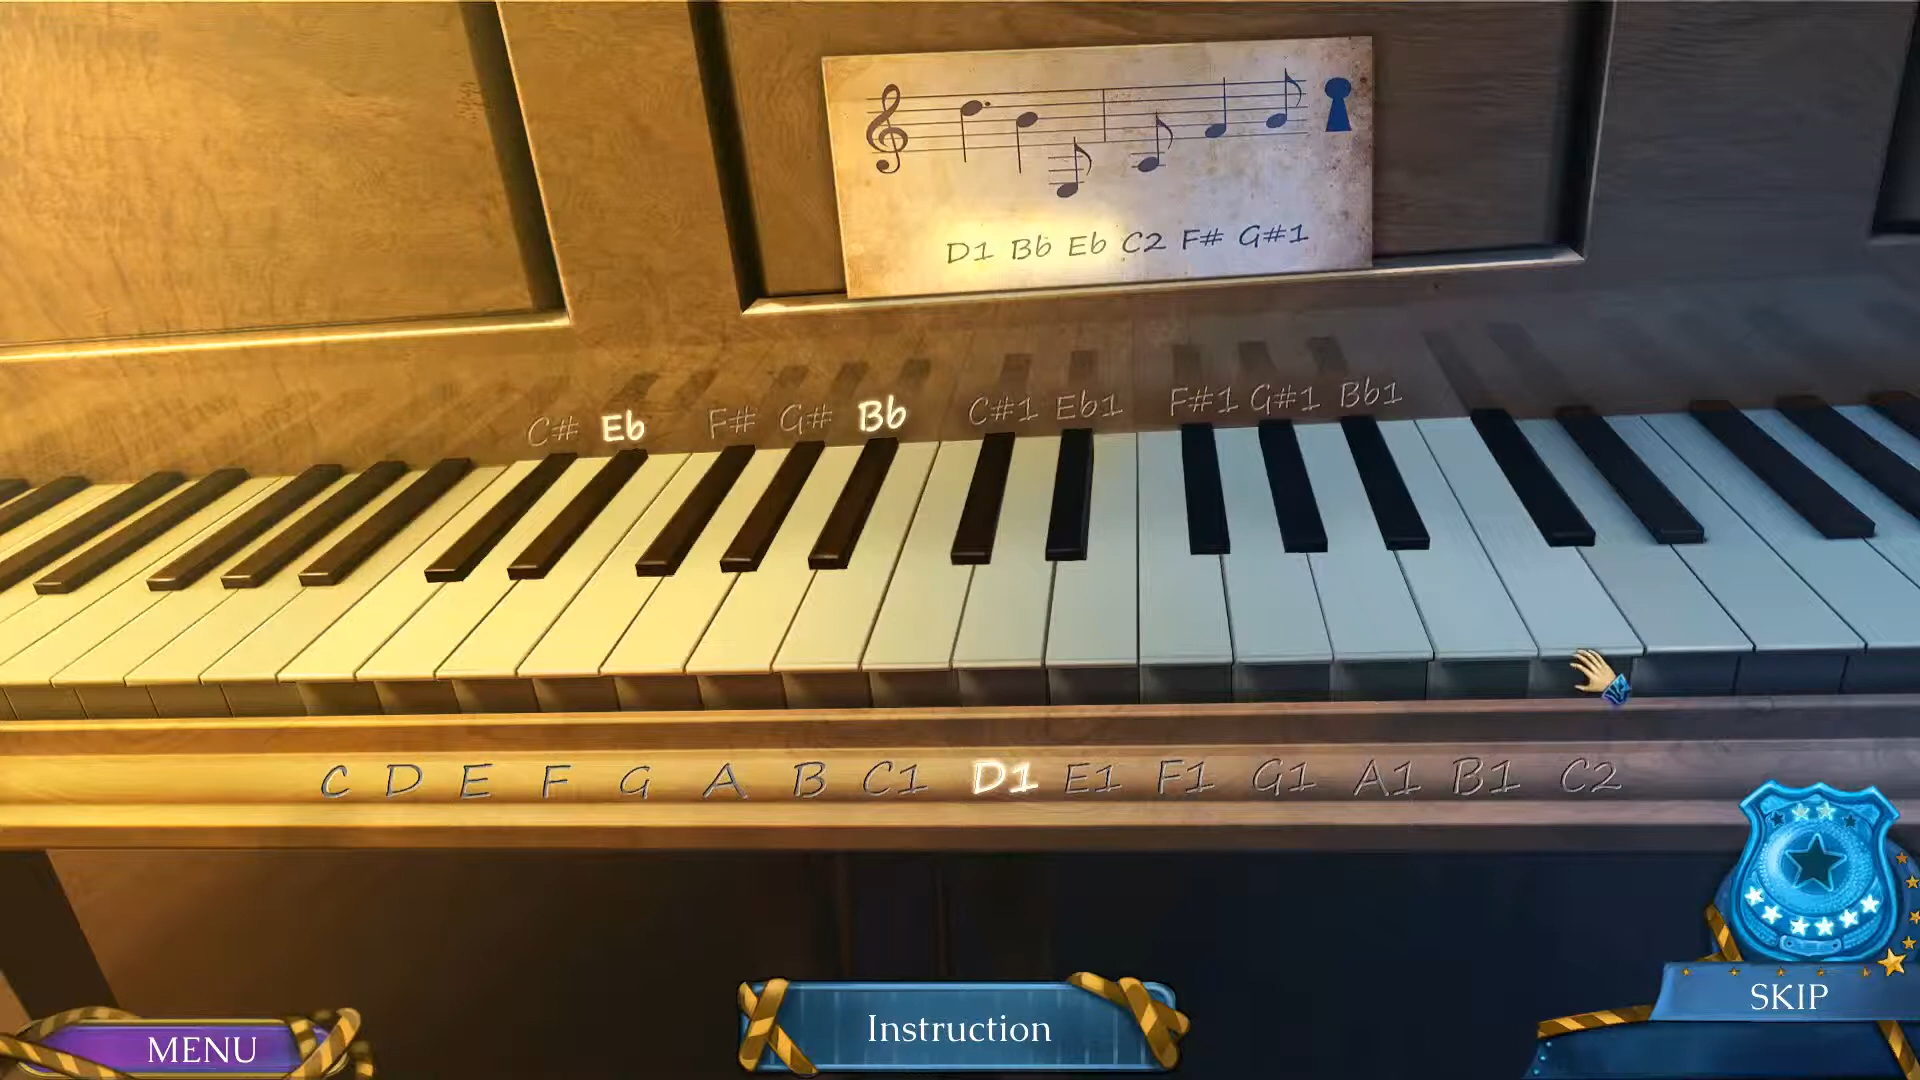 D1 Bb Eb C2 F# G#1
C# Eb F# G# Bb C#1 Eb1 F#1 G#1 Bb1
C D E F G A B C1 D1 E1 F1 G1 A1 B1 C2
SKIP
Instruction
MENU